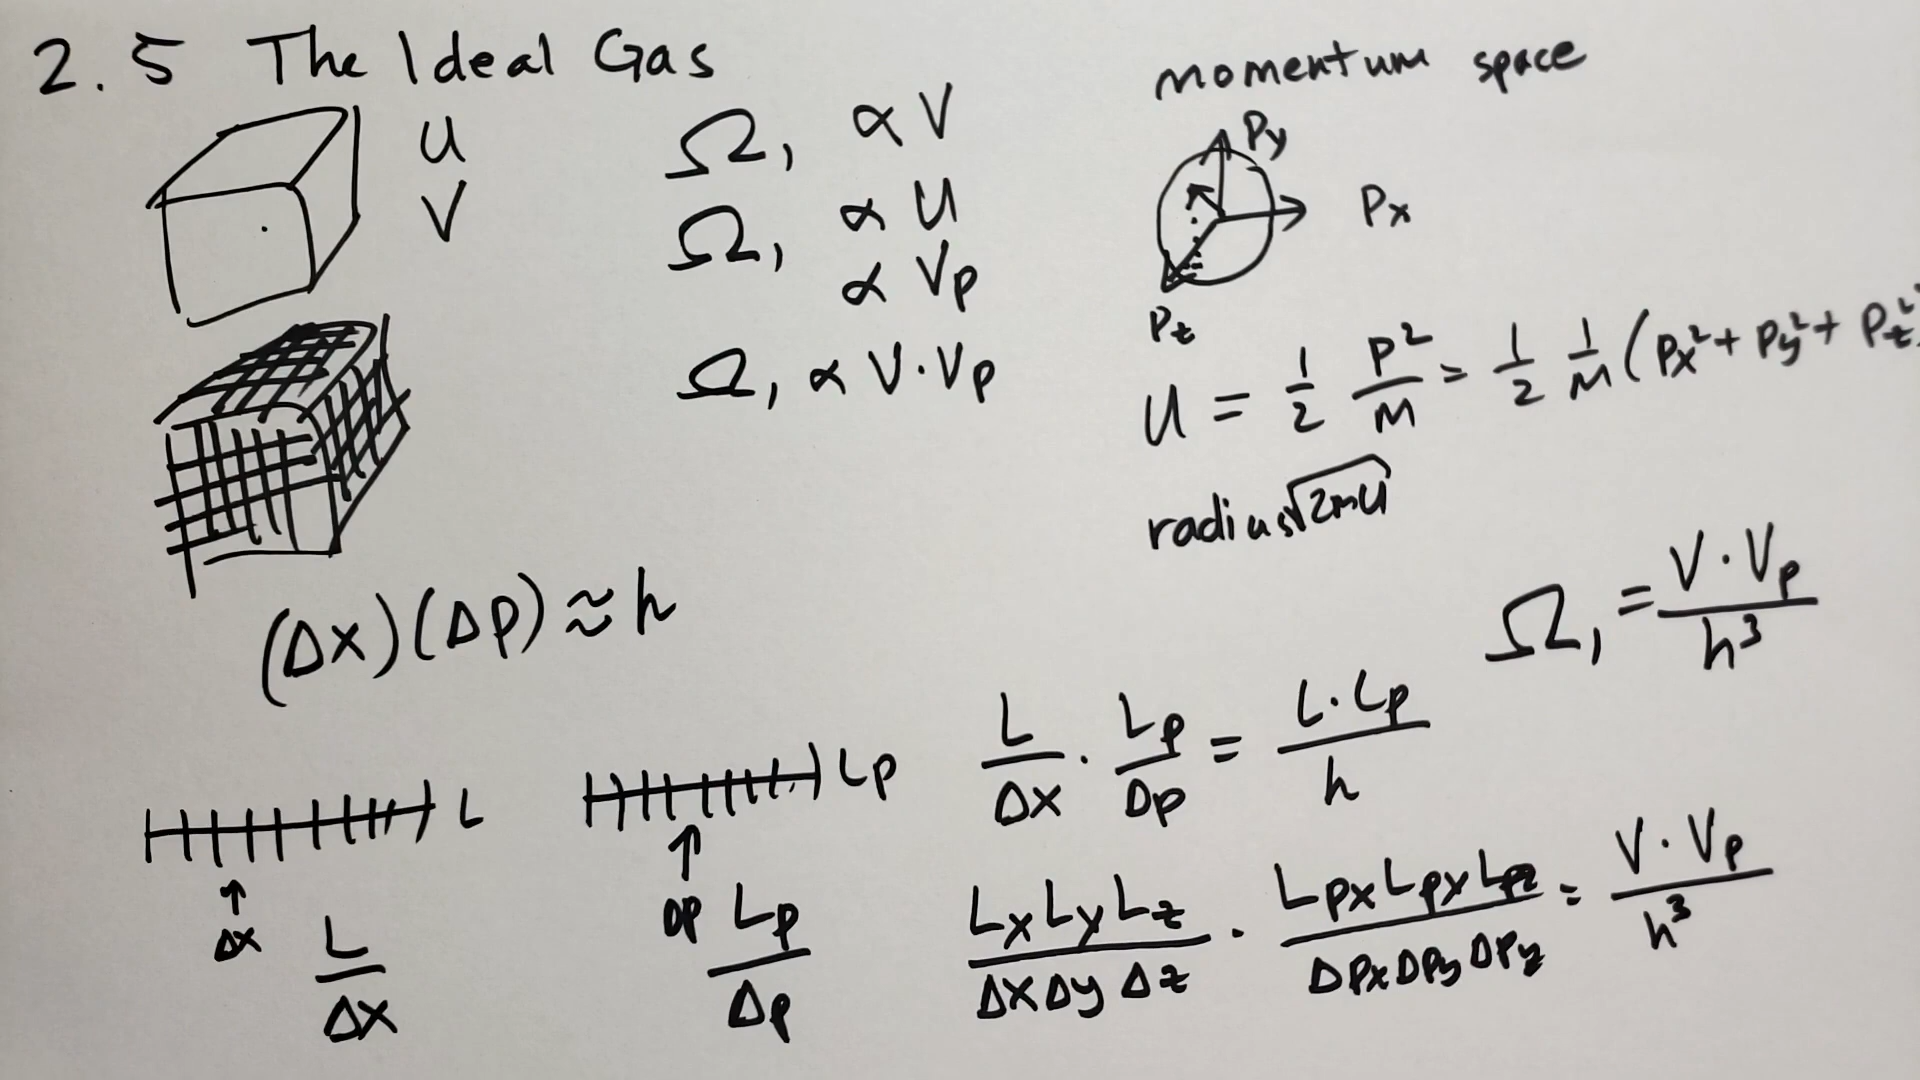 2.5 The Ideal Gas
U
V
Ω₁ ∝ V
Ω₁ ∝ U
∝ Vp
Ω₁ ∝ V·Vp
momentum space
Py
Px
Pz
U = 1/2 P²/M = 1/2 1/M (Px² + Py² + Pz²)
radius √2mU
(Δx)(Δp) ≈ h
Ω₁ = V·Vp/h³
L
Δx
L/Δx
Lp
Δp
Lp/Δp
L/Δx · Lp/Δp = L·Lp/h
LxLyLz/ΔxΔyΔz · LpxLpyLpz/ΔPxΔPyΔPz = V·Vp/h³